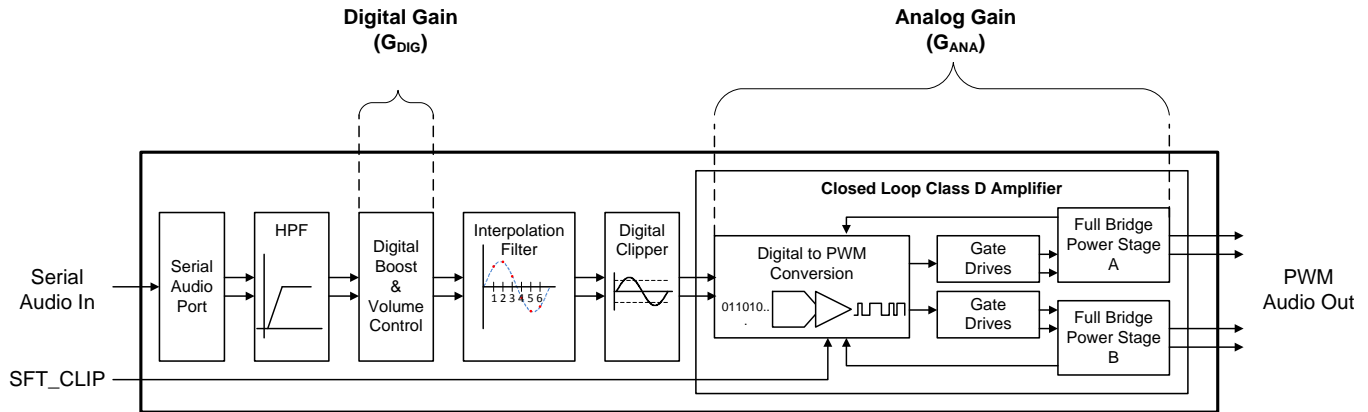 Digital Gain
(GDIG)
Analog Gain
(GANA)
Closed Loop Class D Amplifier
Serial
Audio In
Serial
Audio
Port
HPF
Digital
Boost
&
Volume
Control
Interpolation
Filter
1 2 3 4 5 6
Digital
Clipper
Digital to PWM
Conversion
011010..
.
Gate
Drives
Gate
Drives
Full Bridge
Power Stage
A
Full Bridge
Power Stage
B
PWM
Audio Out
SFT_CLIP